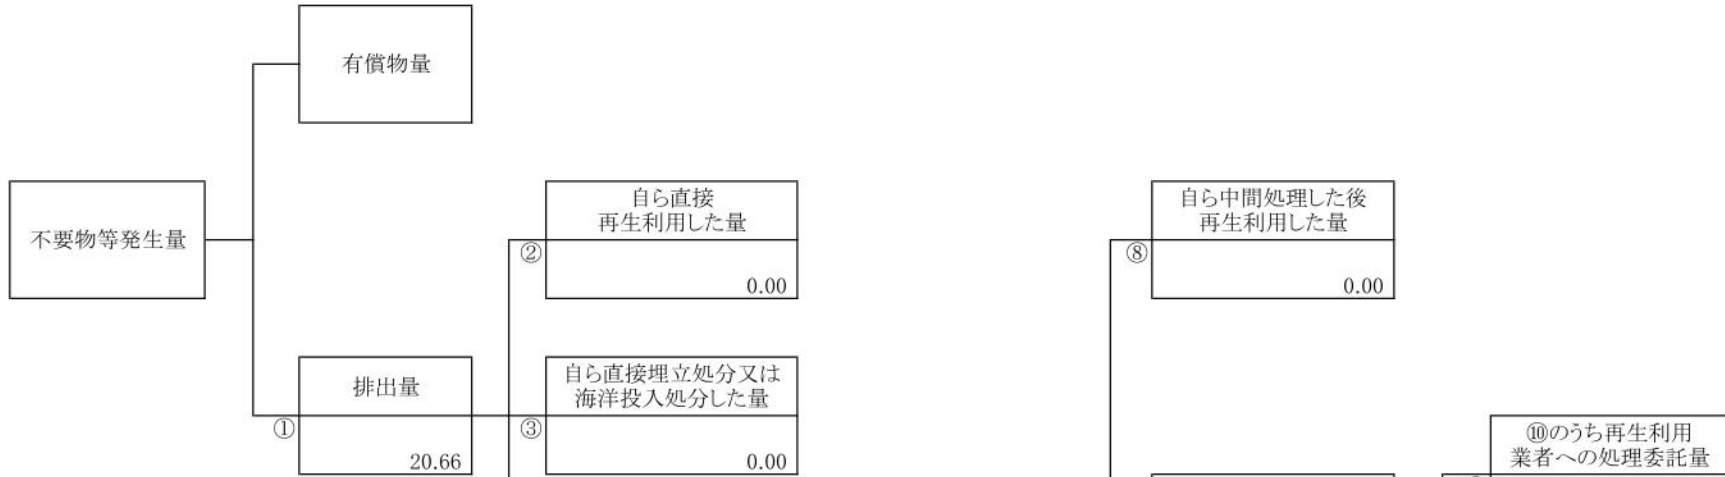 有償物量
不要物等発生量
自ら直接
再生利用した量
②
0.00
自ら中間処理した後
再生利用した量
⑧
0.00
排出量
①
20.66
自ら直接埋立処分又は
海洋投入処分した量
③
0.00
⑩のうち再生利用
業者への処理委託量